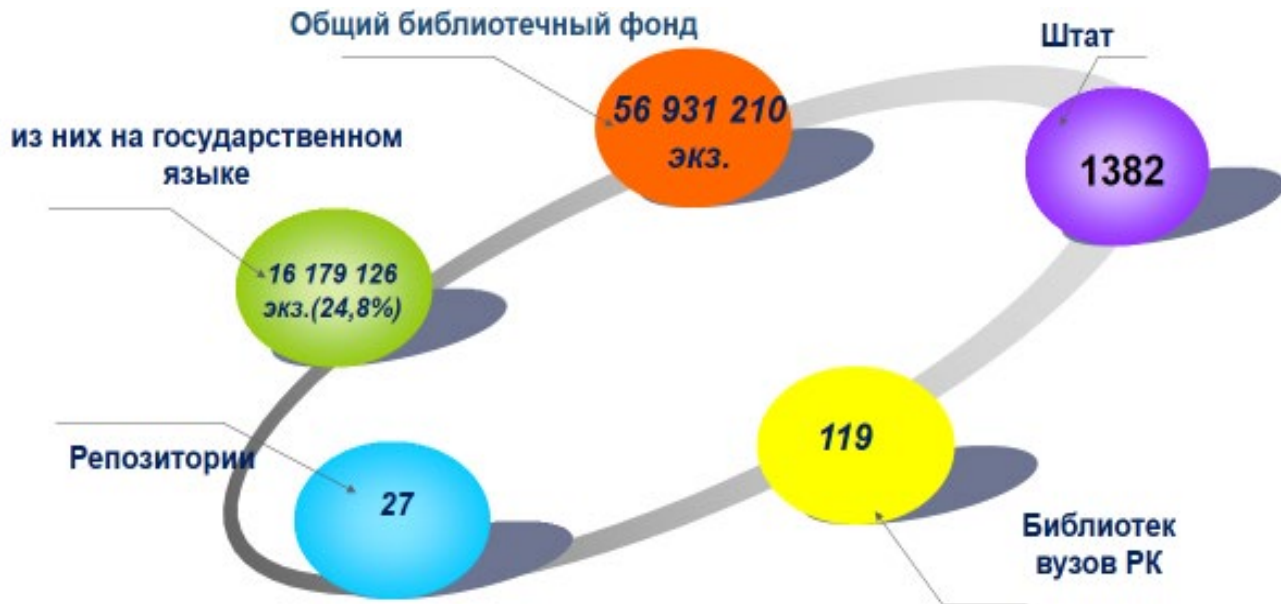 Общий библиотечный фонд
56 931 210
экз.
Штат
1382
из них на государственном
языке
16 179 126
экз.(24,8%)
Репозитории
27
119
Библиотек
вузов РК